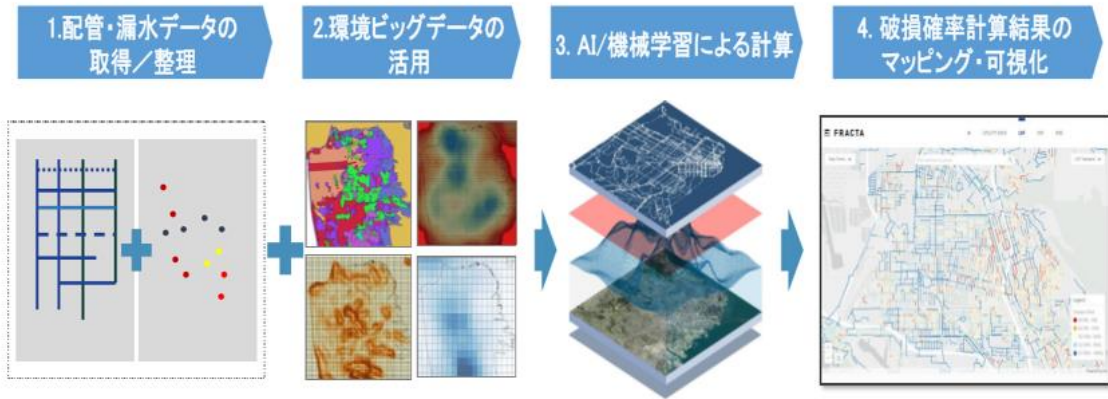 1.配管・漏水データの
取得／整理
2.環境ビッグデータの
活用
3. AI/機械学習による計算
4. 破損確率計算結果の
マッピング・可視化
FRACTA